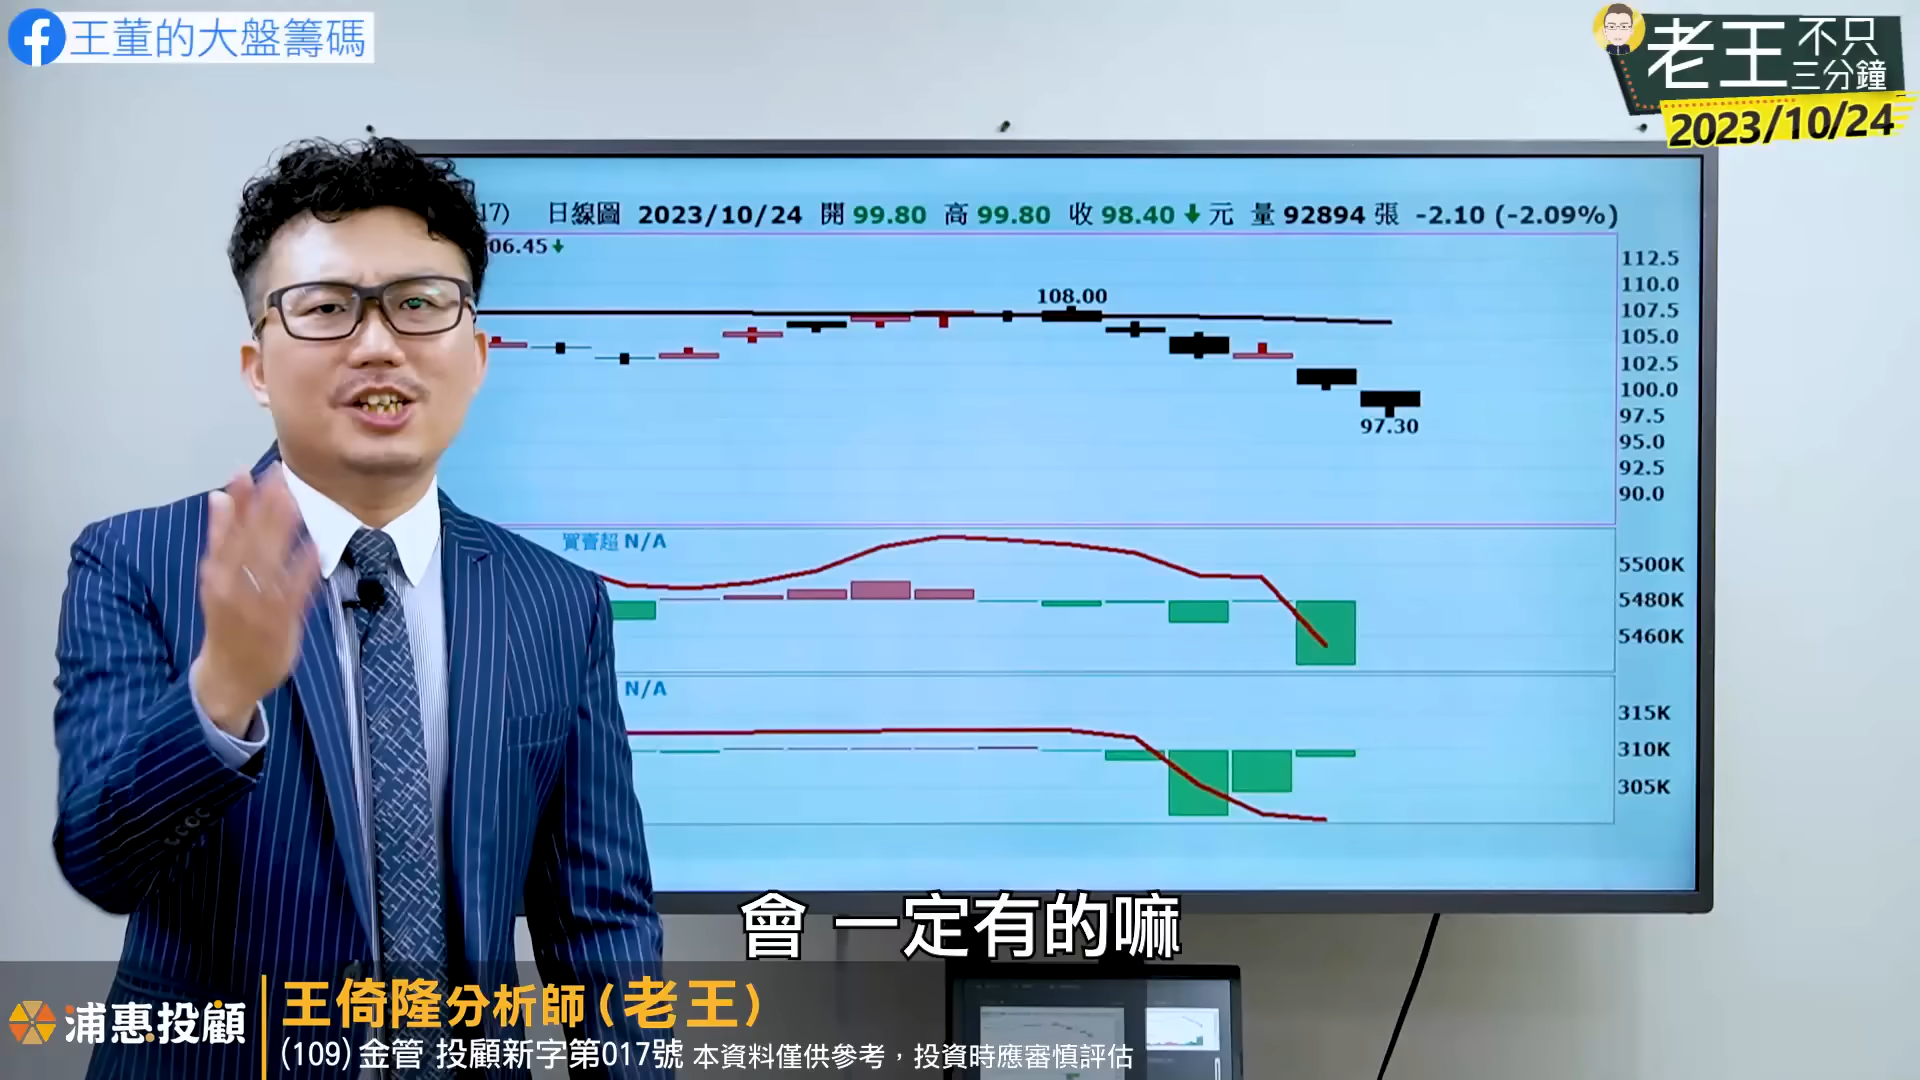 王董的大盤籌碼
老王不只三分鐘
2023/10/24
17) 日線圖 2023/10/24 開 99.80 高 99.80 收 98.40 元 量 92894 張 -2.10 (-2.09%)
06.45
112.5
110.0
107.5
105.0
102.5
100.0
97.5
95.0
92.5
90.0
108.00
97.30
買賣超 N/A
5500K
5480K
5460K
N/A
315K
310K
305K
會 一定有的嘛
浦惠投顧
王倚隆分析師(老王)
(109)金管 投顧新字第017號 本資料僅供參考，投資時應審慎評估